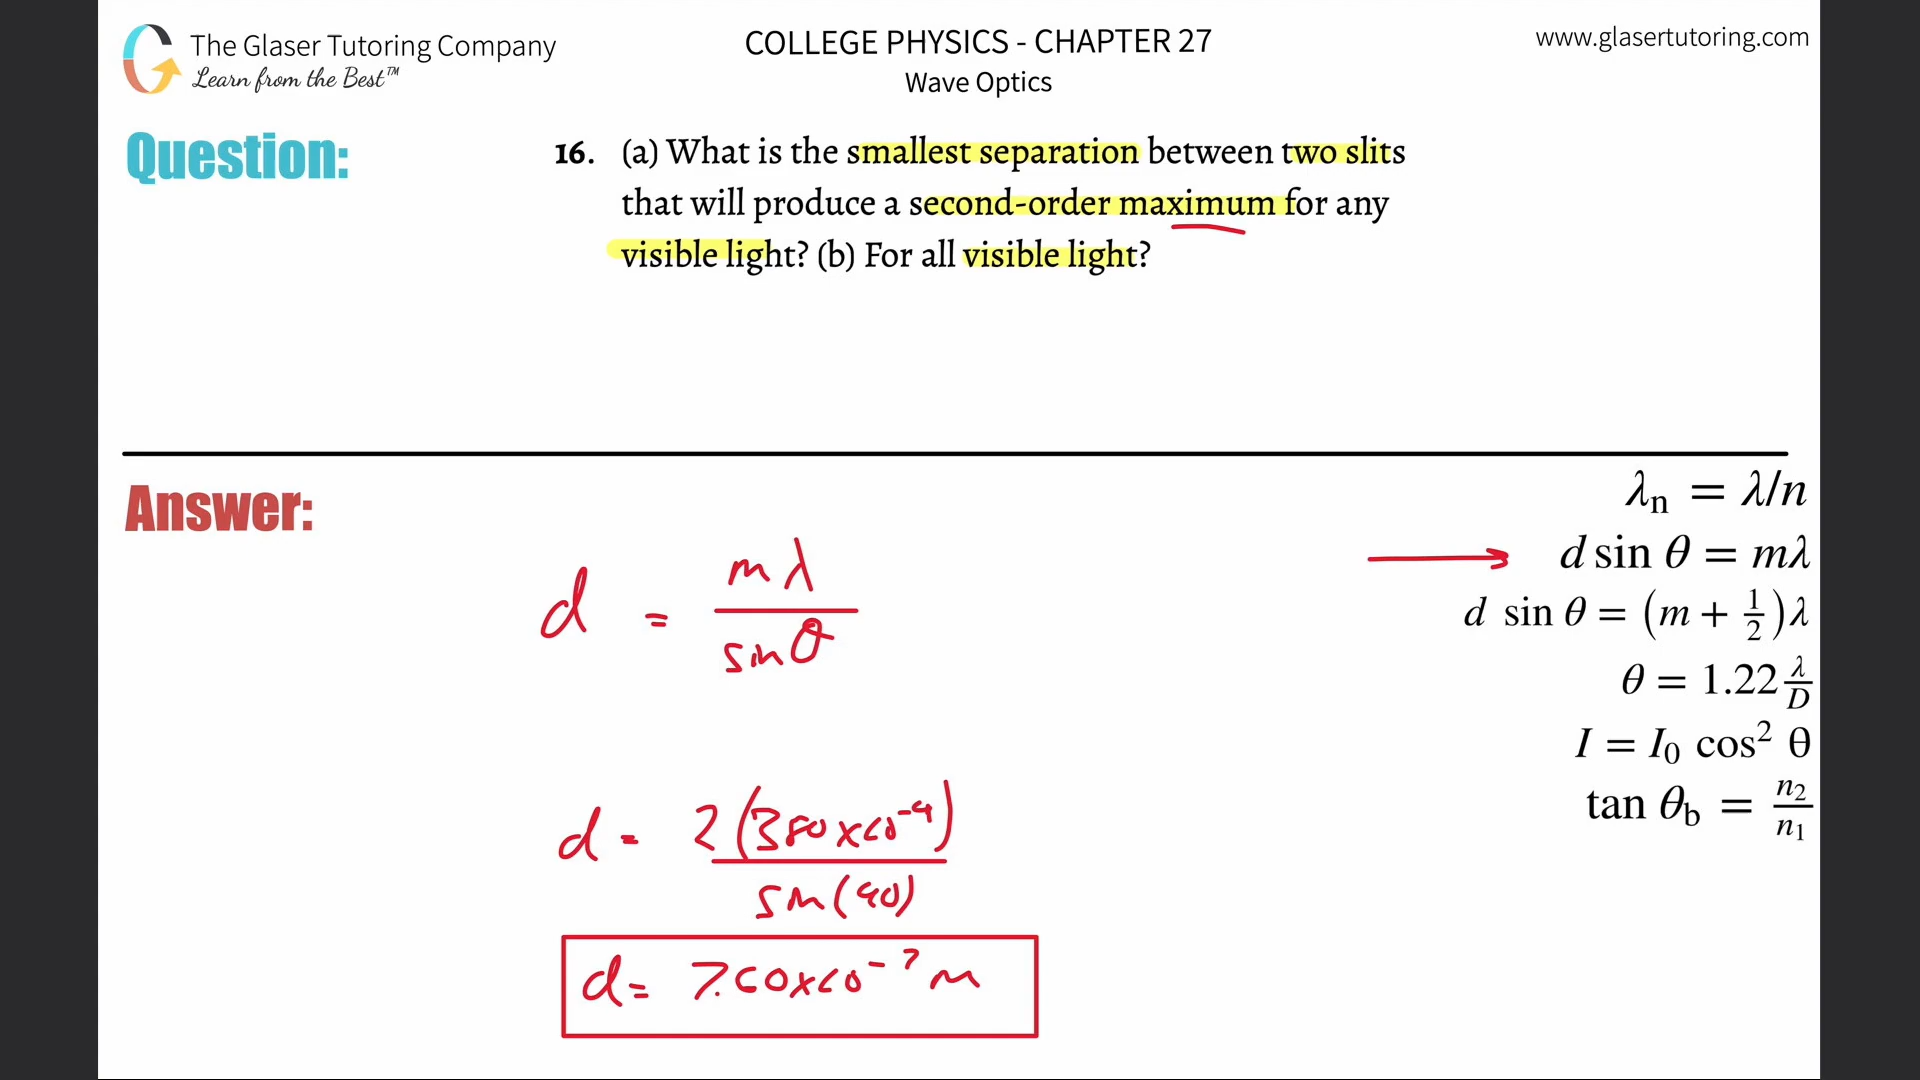 The Glaser Tutoring Company
Learn from the Best™
COLLEGE PHYSICS - CHAPTER 27
Wave Optics
www.glasertutoring.com
Question:
16. (a) What is the smallest separation between two slits
that will produce a second-order maximum for any
visible light? (b) For all visible light?
Answer:
d = mλ / sinθ
d = 2(380x10⁻⁹) / sin(90)
d = 7.60x10⁻⁷ m
λₙ = λ/n
d sin θ = mλ
d sin θ = (m + 1/2)λ
θ = 1.22 λ/D
I = I₀ cos² θ
tan θb = n₂/n₁